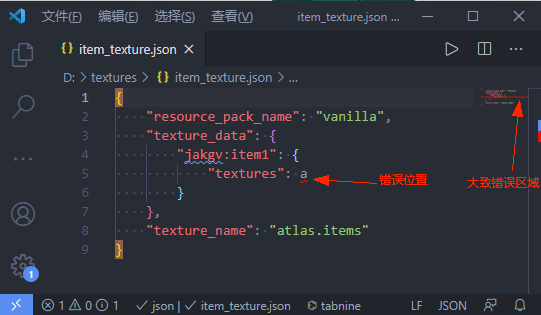 文件(F) 编辑(E) 选择(S) 查看(V) ··· item_texture.json
{} item_texture.json ×
D: > textures > {} item_texture.json > ...
1 {
2 "resource_pack_name": "vanilla",
3 "texture_data": {
4 "jakgv:item1": {
5 "textures": a
错误位置
大致错误区域
6 }
7 },
8 "texture_name": "atlas.items"
9 }
1
1 0 1 json | item_texture.json tabnine LF JSON